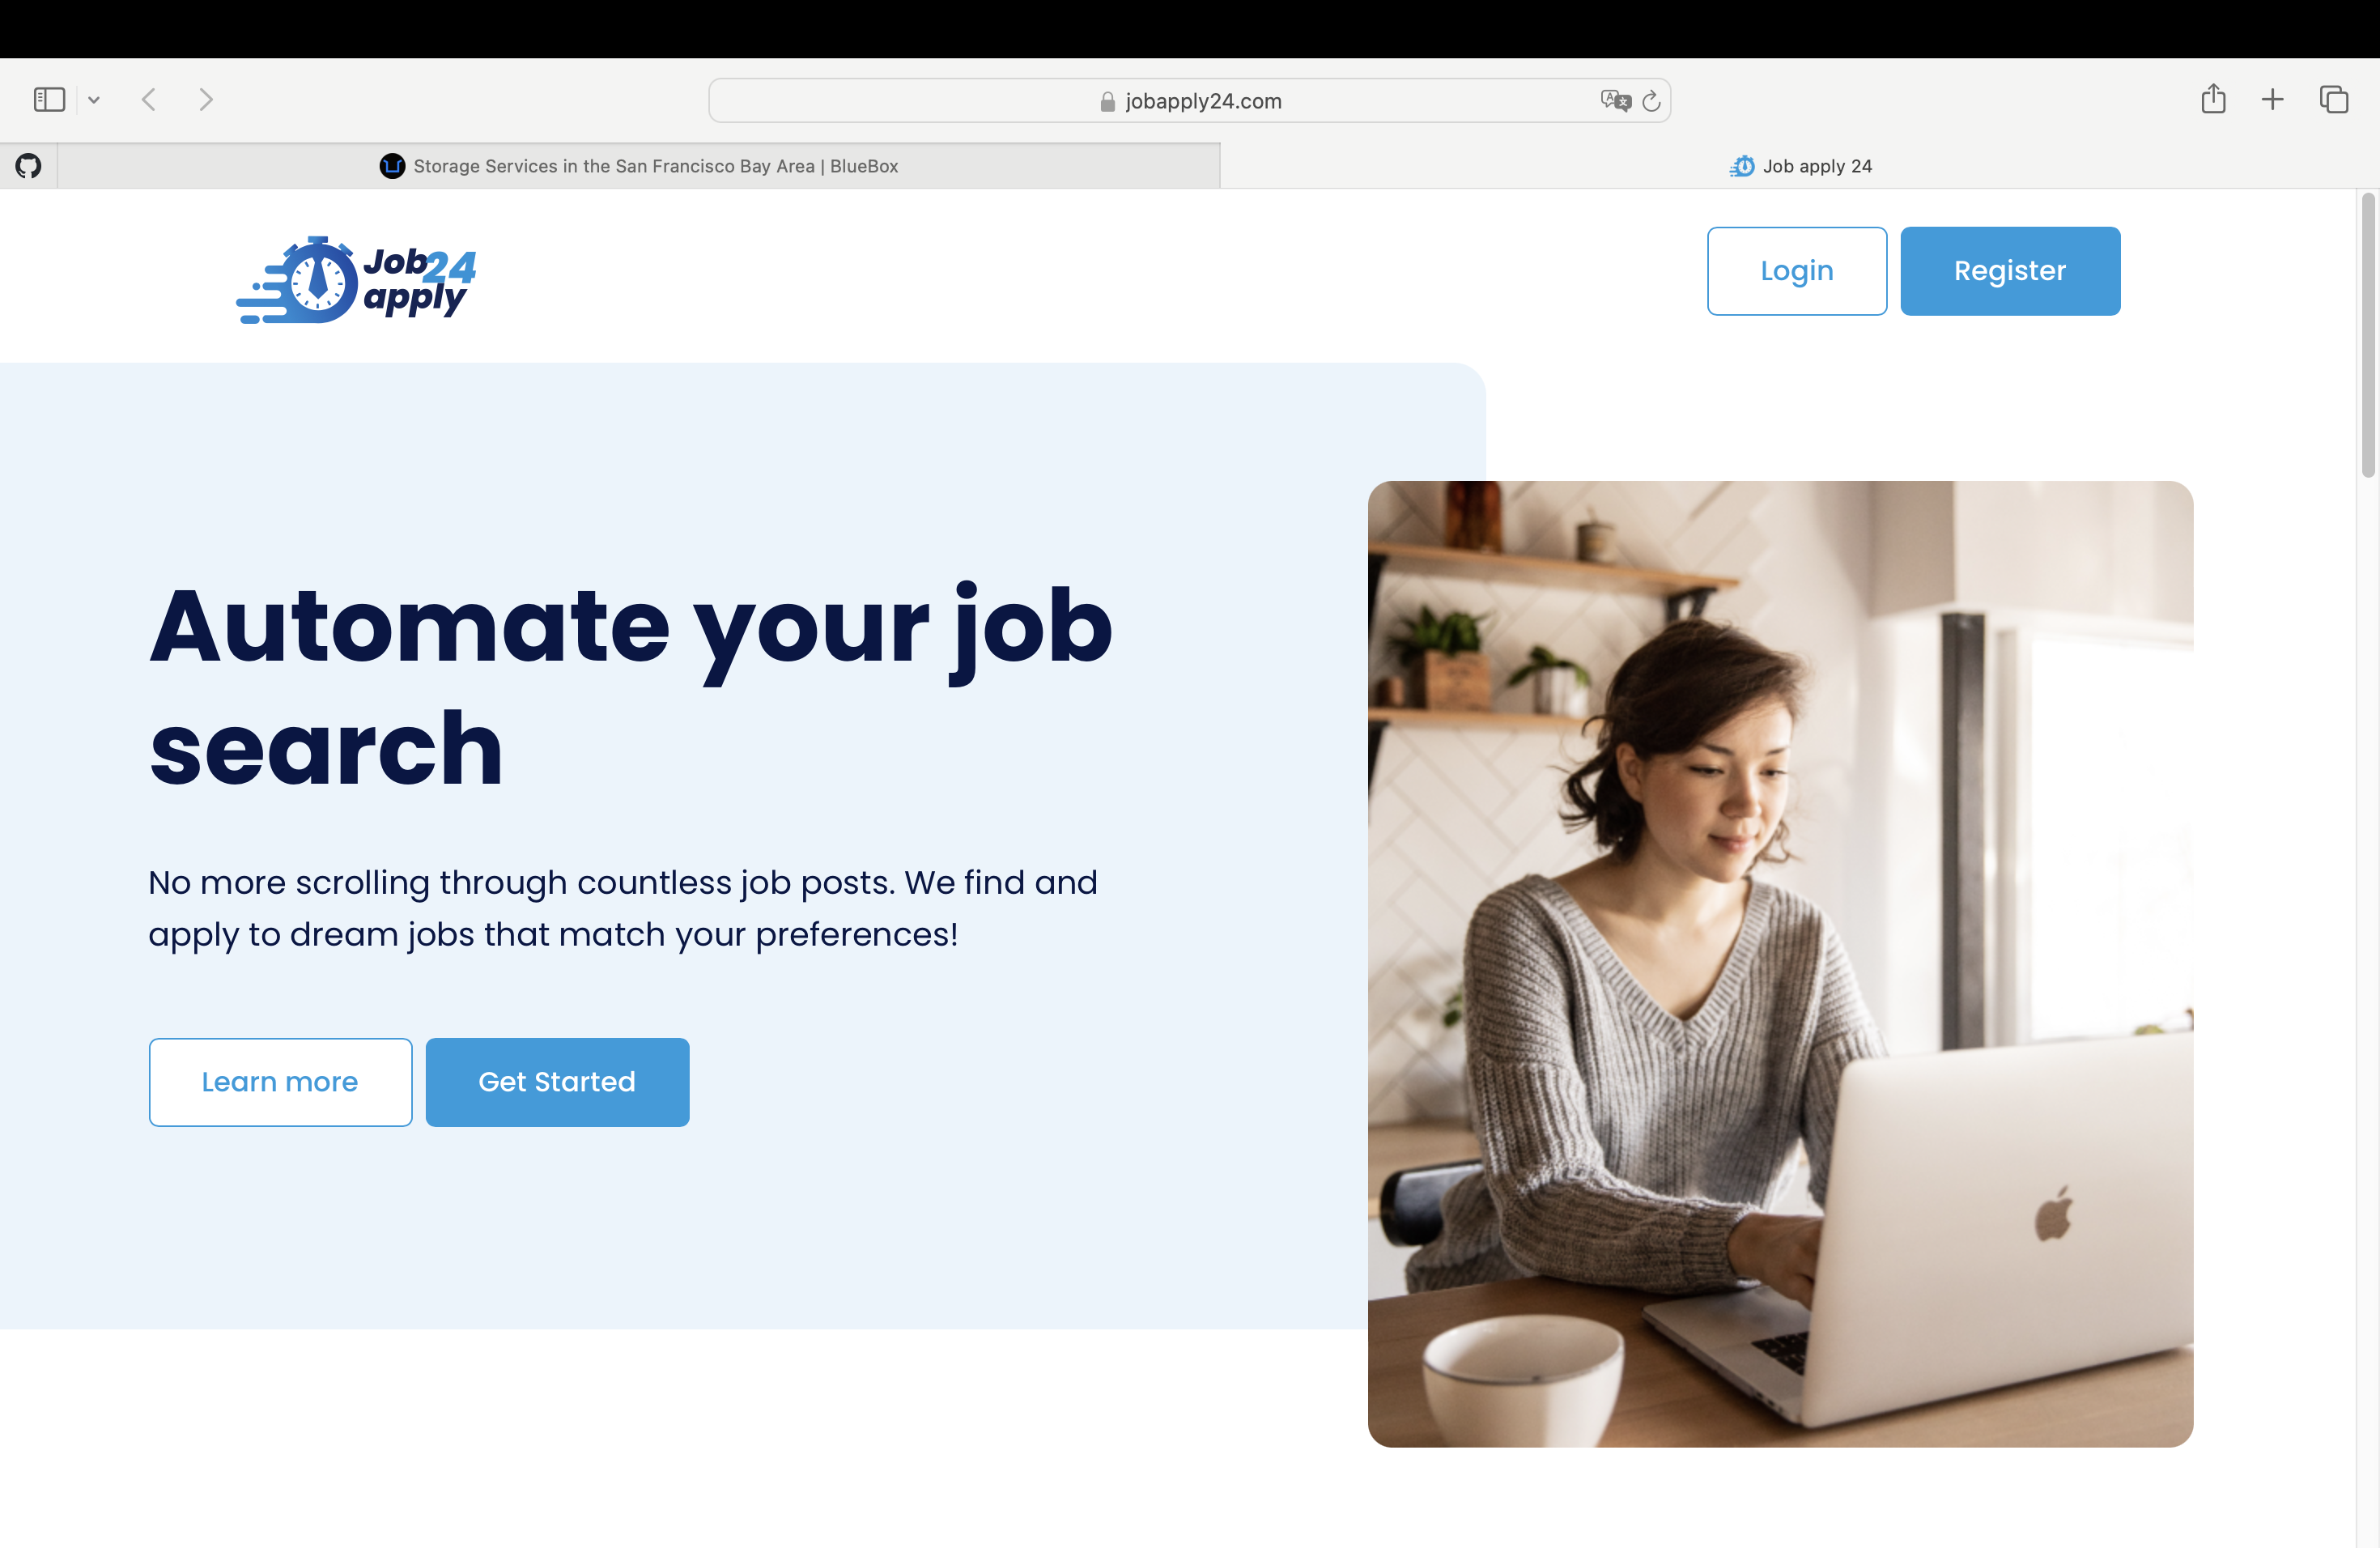 jobapply24.com
Storage Services in the San Francisco Bay Area | BlueBox
Job apply 24
Job24
apply
Login
Register
Automate your job
search
No more scrolling through countless job posts. We find and
apply to dream jobs that match your preferences!
Learn more
Get Started